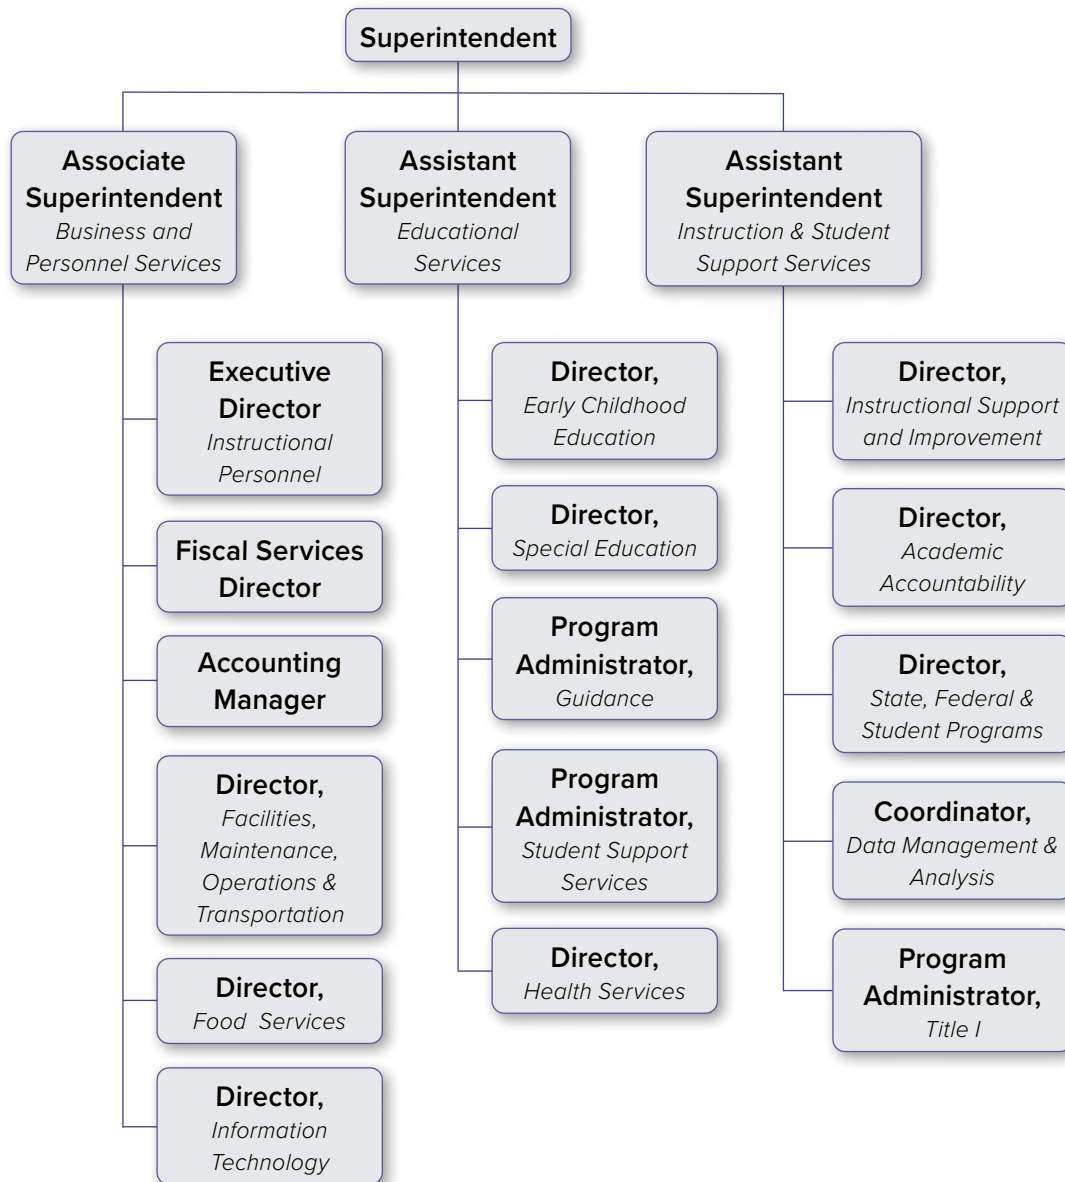 Superintendent
Associate
Superintendent
Business and
Personnel Services
Executive
Director
Instructional
Personnel
Fiscal Services
Director
Accounting
Manager
Director,
Facilities,
Maintenance,
Operations &
Transportation
Director,
Food Services
Director,
Information
Technology
Assistant
Superintendent
Educational
Services
Director,
Early Childhood
Education
Director,
Special Education
Program
Administrator,
Guidance
Program
Administrator,
Student Support
Services
Director,
Health Services
Assistant
Superintendent
Instruction & Student
Support Services
Director,
Instructional Support
and Improvement
Director,
Academic
Accountability
Director,
State, Federal &
Student Programs
Coordinator,
Data Management &
Analysis
Program
Administrator,
Title I